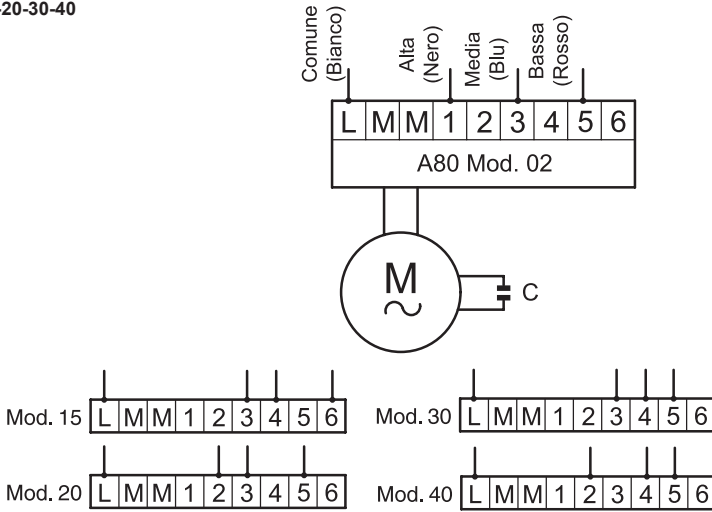 -20-30-40
Comune
(Bianco)
Alta
(Nero)
Media
(Blu)
Bassa
(Rosso)
L M M 1 2 3 4 5 6
A80 Mod. 02
M
C
Mod. 15 L M M 1 2 3 4 5 6
Mod. 30 L M M 1 2 3 4 5 6
Mod. 20 L M M 1 2 3 4 5 6
Mod. 40 L M M 1 2 3 4 5 6